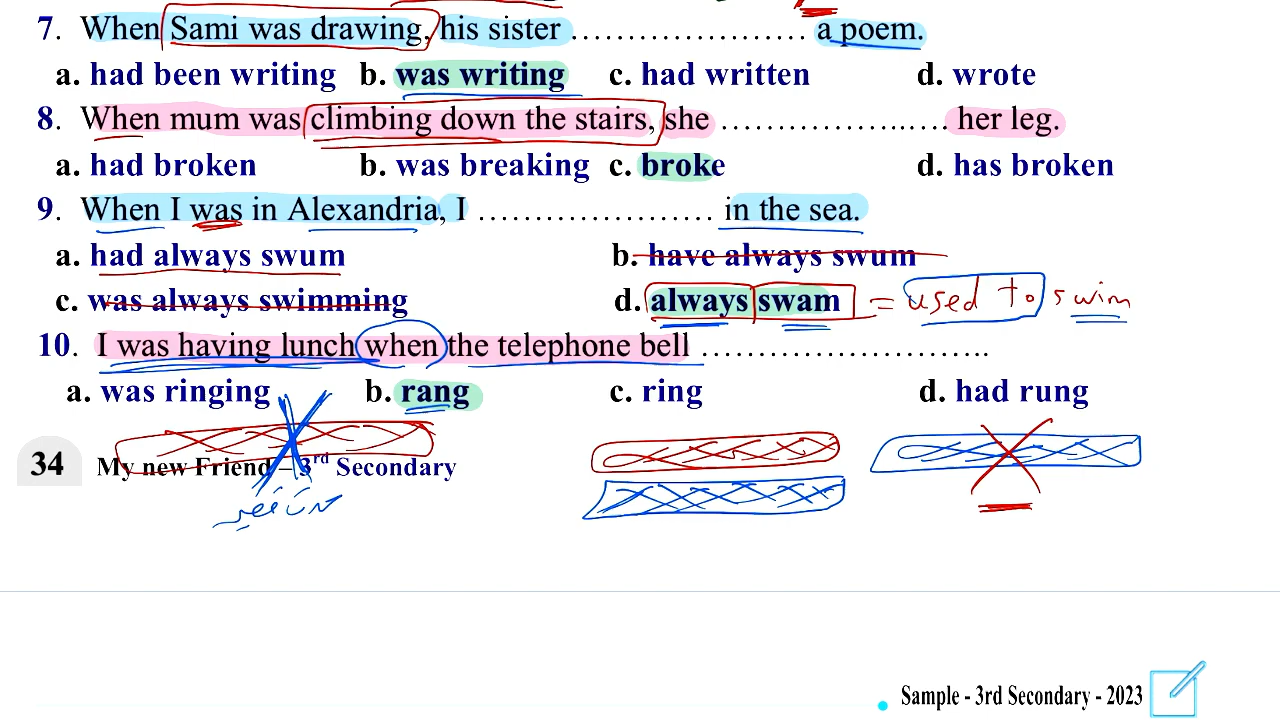 7. When Sami was drawing, his sister ………………… a poem.
a. had been writing b. was writing c. had written d. wrote
8. When mum was climbing down the stairs, she ……………..…. her leg.
a. had broken b. was breaking c. broke d. has broken
9. When I was in Alexandria, I ………………… in the sea.
a. had always swum b. have always swum
c. was always swimming d. always swam = used to swim
10. I was having lunch when the telephone bell ……………………..
a. was ringing b. rang c. ring d. had rung
34 My new Friend – 3rd Secondary
حدث قصير
Sample - 3rd Secondary - 2023